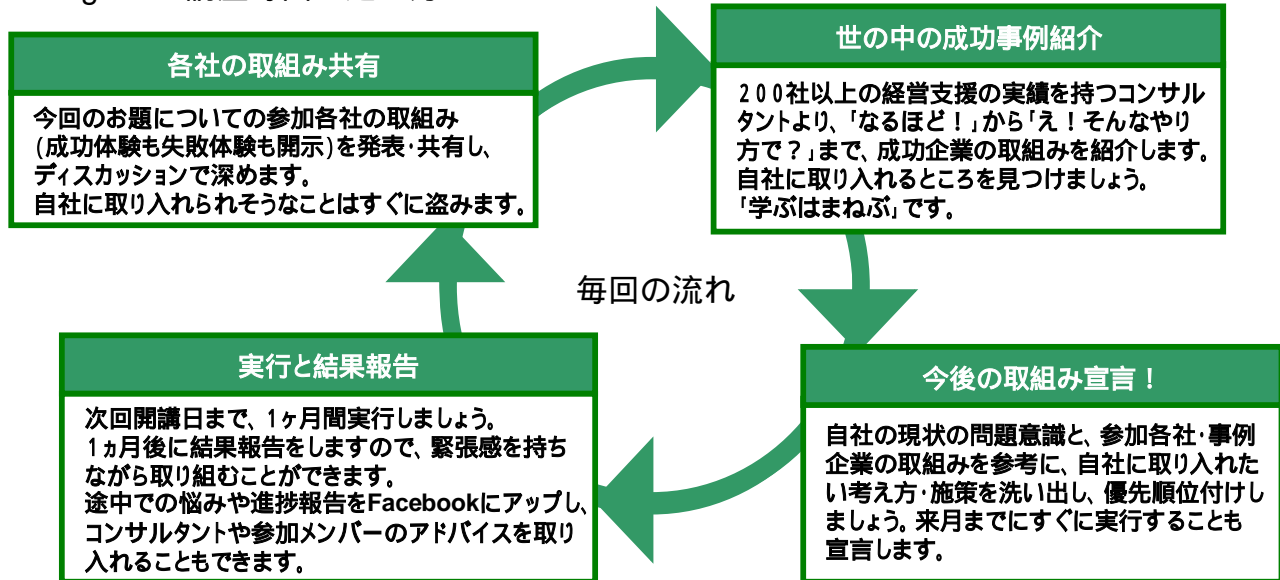 各社の取組み共有
今回のお題についての参加各社の取組み
(成功体験も失敗体験も開示)を発表・共有し、
ディスカッションで深めます。
自社に取り入れられそうなことはすぐに盗みます。
世の中の成功事例紹介
200社以上の経営支援の実績を持つコンサル
タントより、「なるほど！」から「え！そんなやり
方で？」まで、成功企業の取組みを紹介します。
自社に取り入れるところを見つけましょう。
「学ぶはまねぶ」です。
毎回の流れ
今後の取組み宣言！
自社の現状の問題意識と、参加各社・事例
企業の取組みを参考に、自社に取り入れた
い考え方・施策を洗い出し、優先順位付けし
ましょう。来月までにすぐに実行することも
宣言します。
実行と結果報告
次回開講日まで、1ヶ月間実行しましょう。
1ヵ月後に結果報告をしますので、緊張感を持ち
ながら取り組むことができます。
途中での悩みや進捗報告をFacebookにアップし、
コンサルタントや参加メンバーのアドバイスを取り
入れることもできます。